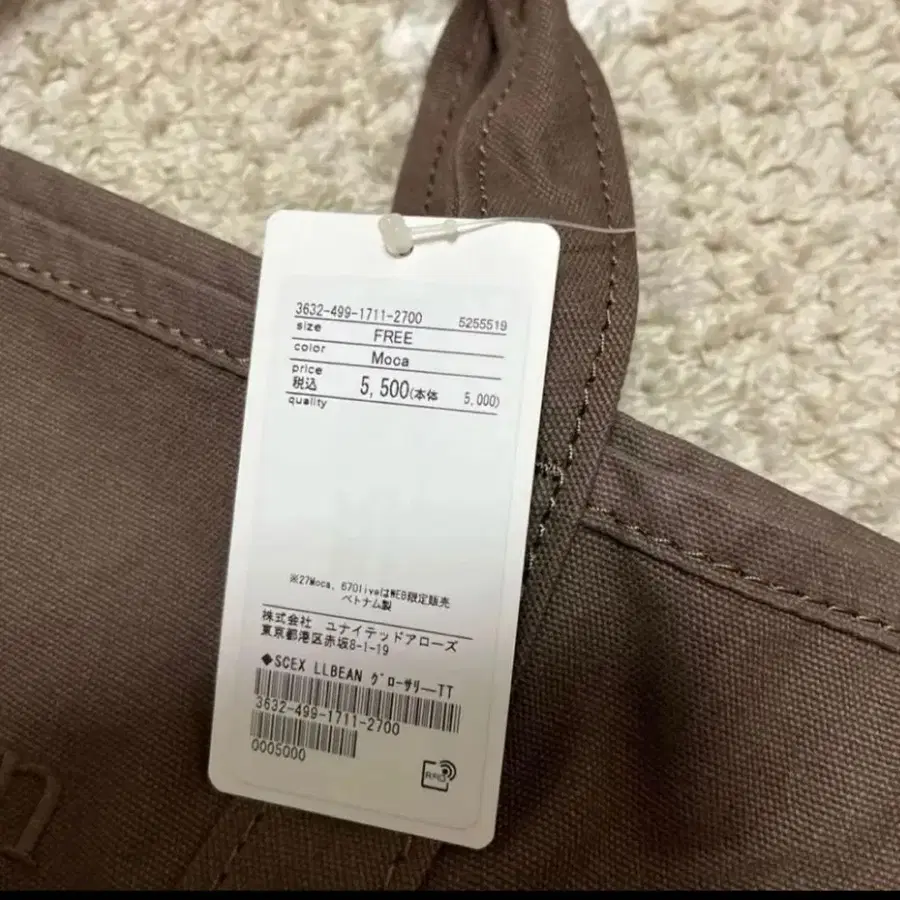 3632-499-1711-2700 5255519
size FREE
color Moca
price
税込 5,500(本体 5,000)
quality
※27Moca、67OliveはWEB限定販売
ベトナム製
株式会社 ユナイテッドアローズ
東京都港区赤坂8-1-19
◆SCEX LLBEAN グローサリ―TT
3632-499-1711-2700
0005000
RFID
n